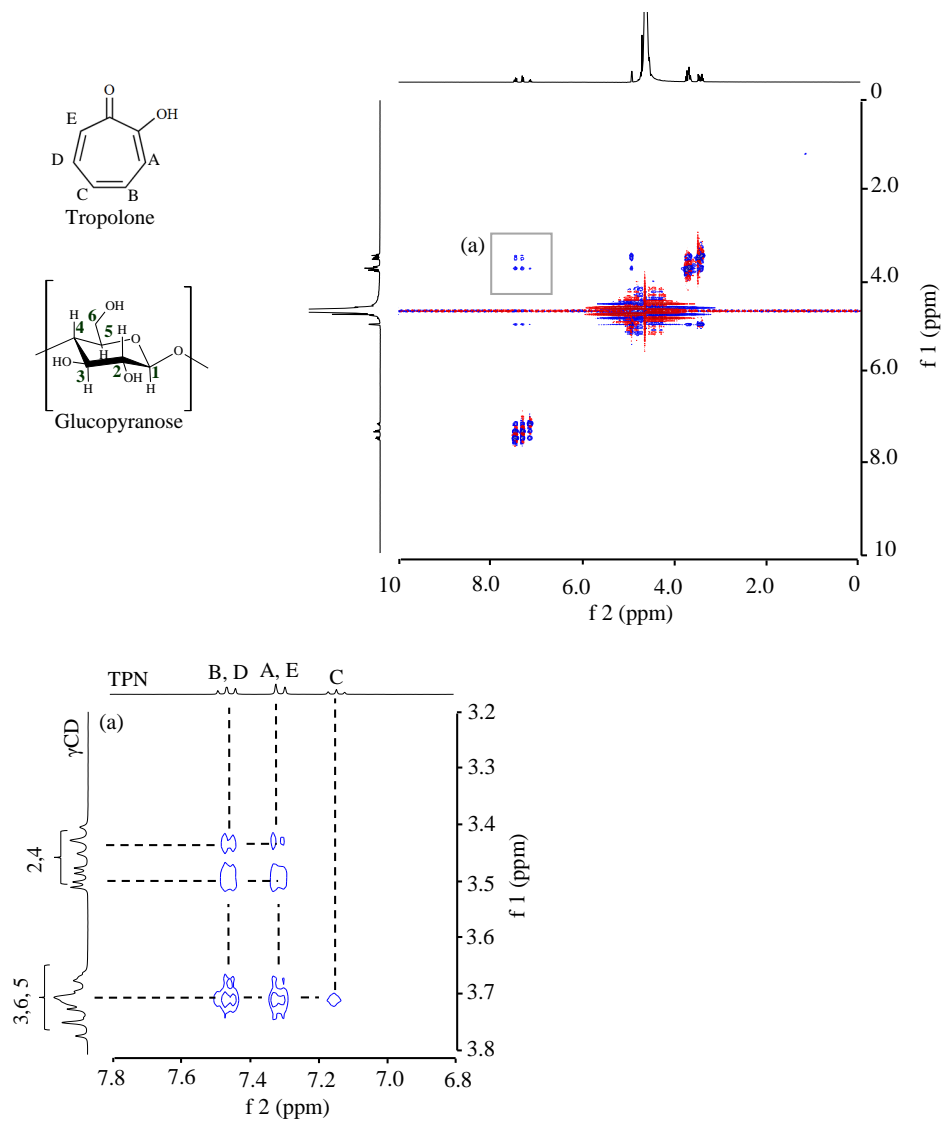 O
OH
E
D
A
C
B
Tropolone
OH
6
H
4
5
H
O
O
HO
3
H
2
OH
1
H
H
Glucopyranose
(a)
0
2.0
4.0
6.0
8.0
10
f 1 (ppm)
10
8.0
6.0
4.0
2.0
0
f 2 (ppm)
TPN
B, D
A, E
C
(a)
γCD
2,4
3,6,5
3.2
3.3
3.4
3.5
3.6
3.7
3.8
f 1 (ppm)
7.8
7.6
7.4
7.2
7.0
6.8
f 2 (ppm)